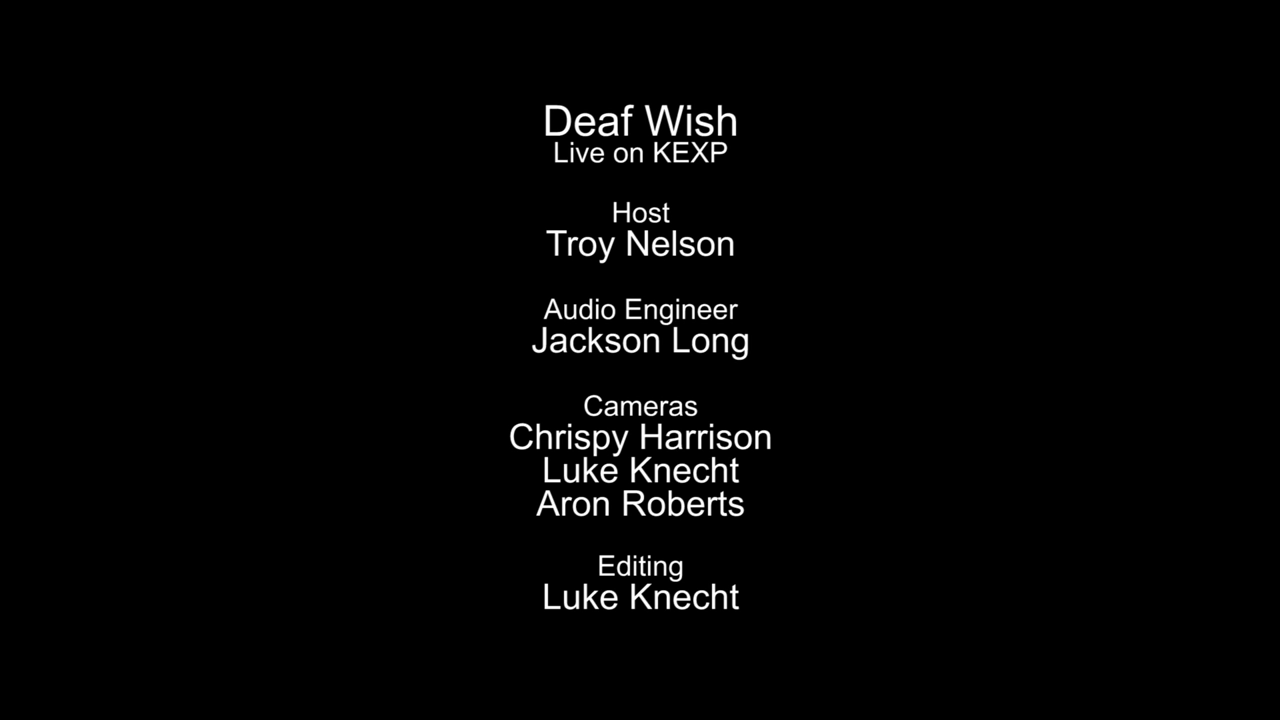 Deaf Wish
Live on KEXP
Host
Troy Nelson
Audio Engineer
Jackson Long
Cameras
Chrispy Harrison
Luke Knecht
Aron Roberts
Editing
Luke Knecht